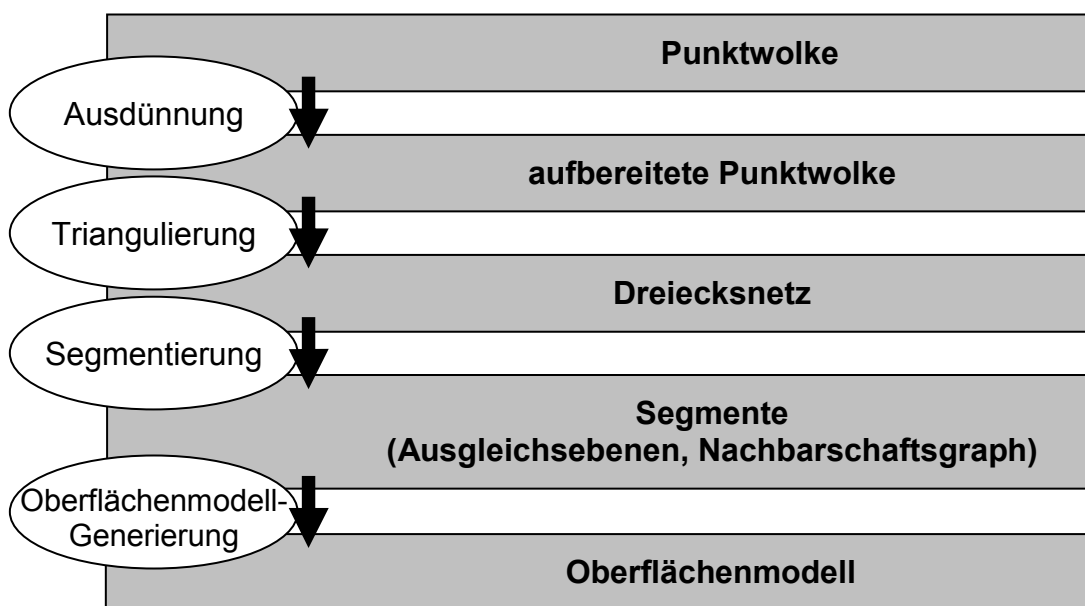 Punktwolke
Ausdünnung
aufbereitete Punktwolke
Triangulierung
Dreiecksnetz
Segmentierung
Segmente
(Ausgleichsebenen, Nachbarschaftsgraph)
Oberflächenmodell-
Generierung
Oberflächenmodell